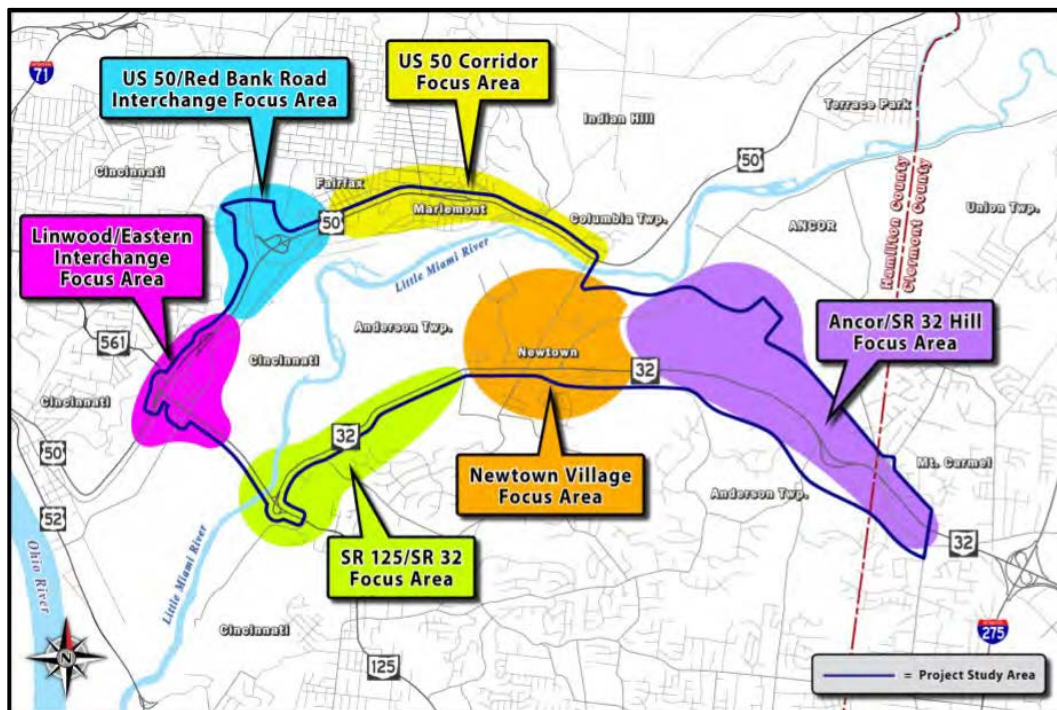 INTERSTATE
71
US 50/Red Bank Road
Interchange Focus Area
US 50 Corridor
Focus Area
Terrace Park
Indian Hill
Cincinnati
50
Fairfax
Mariemont
50
Columbia Twp.
ANCOR
Union Twp.
Hamilton County
Clermont County
Linwood/Eastern
Interchange
Focus Area
Little Miami River
Ancor/SR 32 Hill
Focus Area
561
Cincinnati
Anderson Twp.
Newtown
32
Cincinnati
32
50
Newtown Village
Focus Area
Mt. Carmel
Anderson Twp.
52
SR 125/SR 32
Focus Area
32
Ohio River
Little Miami River
Cincinnati
N
125
INTERSTATE
275
= Project Study Area